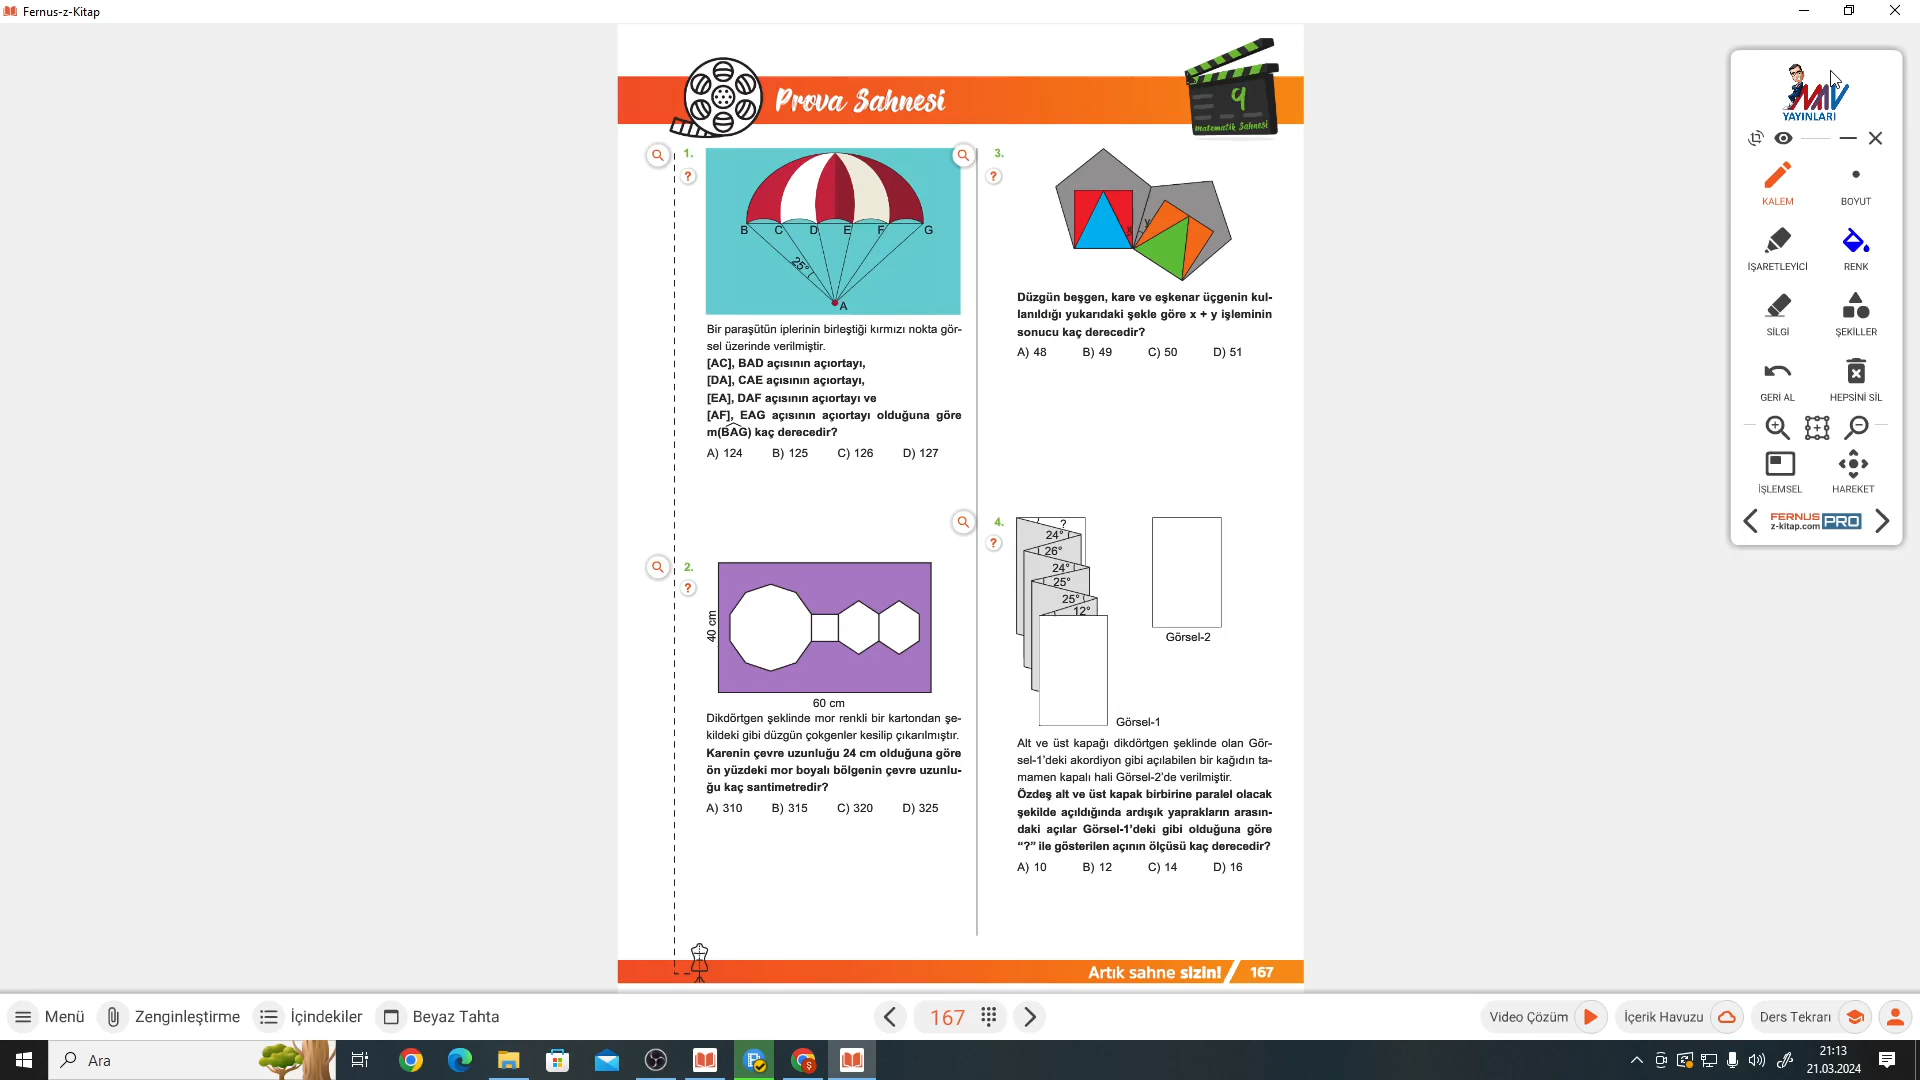 Fernus-z-Kitap
Prova Sahnesi
9
Matematik Sahnesi
1.
?
B C D E F G
25°
A
Bir paraşütün iplerinin birleştiği kırmızı nokta gör-
sel üzerinde verilmiştir.
[AC], BAD açısının açıortayı,
[DA], CAE açısının açıortayı,
[EA], DAF açısının açıortayı ve
[AF], EAG açısının açıortayı olduğuna göre
m(BAG) kaç derecedir?
A) 124 B) 125 C) 126 D) 127
2.
?
40 cm
60 cm
Dikdörtgen şeklinde mor renkli bir kartondan şe-
kildeki gibi düzgün çokgenler kesilip çıkarılmıştır.
Karenin çevre uzunluğu 24 cm olduğuna göre
ön yüzdeki mor boyalı bölgenin çevre uzunlu-
ğu kaç santimetredir?
A) 310 B) 315 C) 320 D) 325
3.
?
x
y
Düzgün beşgen, kare ve eşkenar üçgenin kul-
lanıldığı yukarıdaki şekle göre x + y işleminin
sonucu kaç derecedir?
A) 48 B) 49 C) 50 D) 51
4.
?
?
24°
26°
24°
25°
25°
12°
Görsel-2
Görsel-1
Alt ve üst kapağı dikdörtgen şeklinde olan Gör-
sel-1'deki akordiyon gibi açılabilen bir kağıdın ta-
mamen kapalı hali Görsel-2'de verilmiştir.
Özdeş alt ve üst kapak birbirine paralel olacak
şekilde açıldığında ardışık yaprakların arasın-
daki açılar Görsel-1'deki gibi olduğuna göre
“?” ile gösterilen açının ölçüsü kaç derecedir?
A) 10 B) 12 C) 14 D) 16
Artık sahne sizin! 167
YAYINLARI
KALEM BOYUT
İŞARETLEYİCİ RENK
SİLGİ ŞEKİLLER
GERİ AL HEPSİNİ SİL
İŞLEMSEL HAREKET
FERNUS
z-kitap.com PRO
Menü Zenginleştirme İçindekiler Beyaz Tahta 167 Video Çözüm İçerik Havuzu Ders Tekrarı
Ara
21:13
21.03.2024